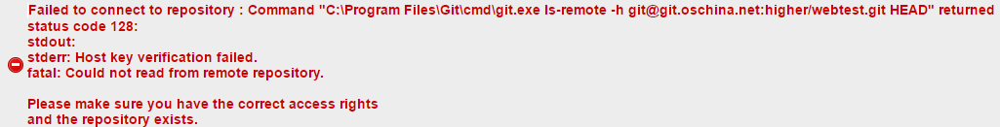 Failed to connect to repository : Command "C:\Program Files\Git\cmd\git.exe ls-remote -h git@git.oschina.net:higher/webtest.git HEAD" returned
status code 128:
stdout:
stderr: Host key verification failed.
fatal: Could not read from remote repository.
Please make sure you have the correct access rights
and the repository exists.